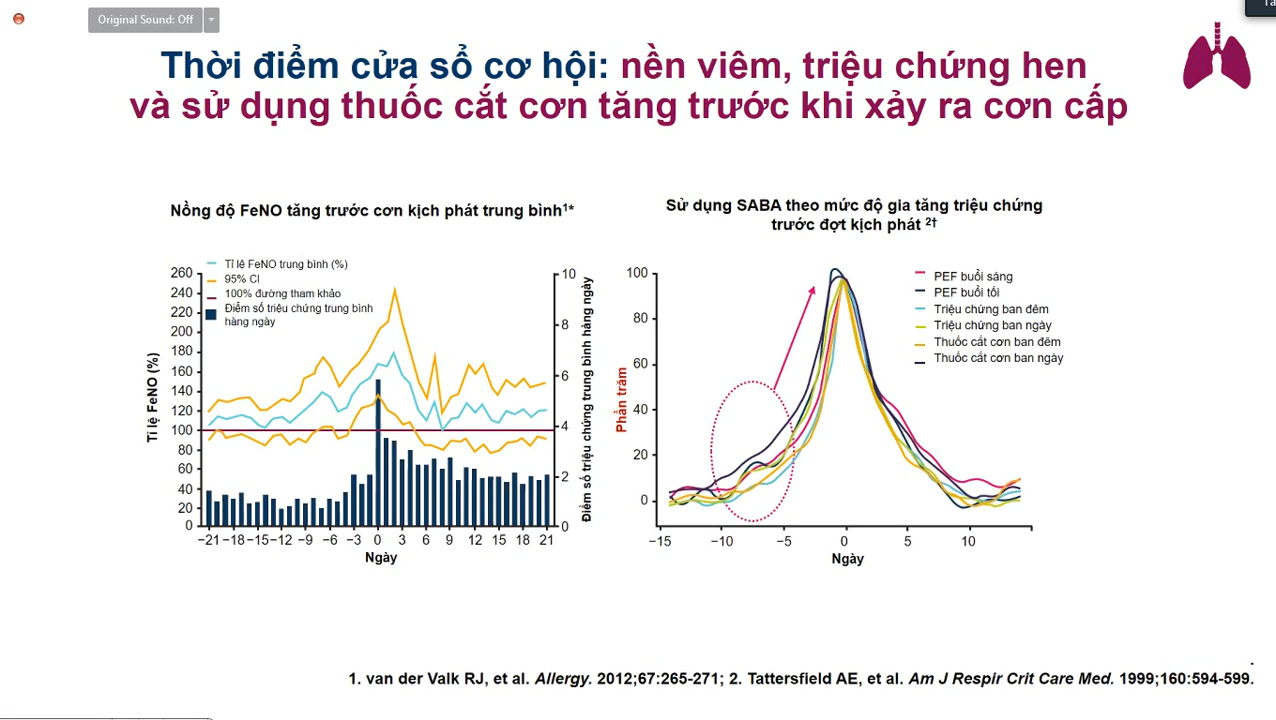 Original Sound: Off
Ta
Thời điểm cửa sổ cơ hội: nền viêm, triệu chứng hen
và sử dụng thuốc cắt cơn tăng trước khi xảy ra cơn cấp
Nồng độ FeNO tăng trước cơn kịch phát trung bình¹*
Tỉ lệ FeNO trung bình (%)
95% CI
100% đường tham khảo
Điểm số triệu chứng trung bình
hàng ngày
Tỉ lệ FeNO (%)
260
240
220
200
180
160
140
120
100
80
60
40
20
0
10
8
6
4
2
0
Điểm số triệu chứng trung bình hàng ngày
−21 −18 −15 −12 −9 −6 −3 0 3 6 9 12 15 18 21
Ngày
Sử dụng SABA theo mức độ gia tăng triệu chứng
trước đợt kịch phát ²†
Phần trăm
100
80
60
40
20
0
PEF buổi sáng
PEF buổi tối
Triệu chứng ban đêm
Triệu chứng ban ngày
Thuốc cắt cơn ban đêm
Thuốc cắt cơn ban ngày
−15 −10 −5 0 5 10
Ngày
1. van der Valk RJ, et al. Allergy. 2012;67:265-271; 2. Tattersfield AE, et al. Am J Respir Crit Care Med. 1999;160:594-599.